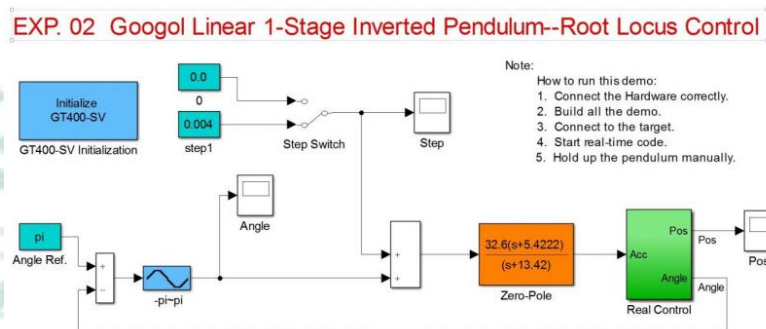 EXP. 02 Googol Linear 1-Stage Inverted Pendulum--Root Locus Control
Note:
How to run this demo:
1. Connect the Hardware correctly.
2. Build all the demo.
3. Connect to the target.
4. Start real-time code.
5. Hold up the pendulum manually.
Initialize
GT400-SV
GT400-SV Initialization
0.0
0
0.004
step1
Step Switch
Step
Angle
pi
Angle Ref.
+
−
-pi~pi
+
+
32.6(s+5.4222)
(s+13.42)
Zero-Pole
Acc
Pos
Angle
Real Control
Pos
Angle
Pos